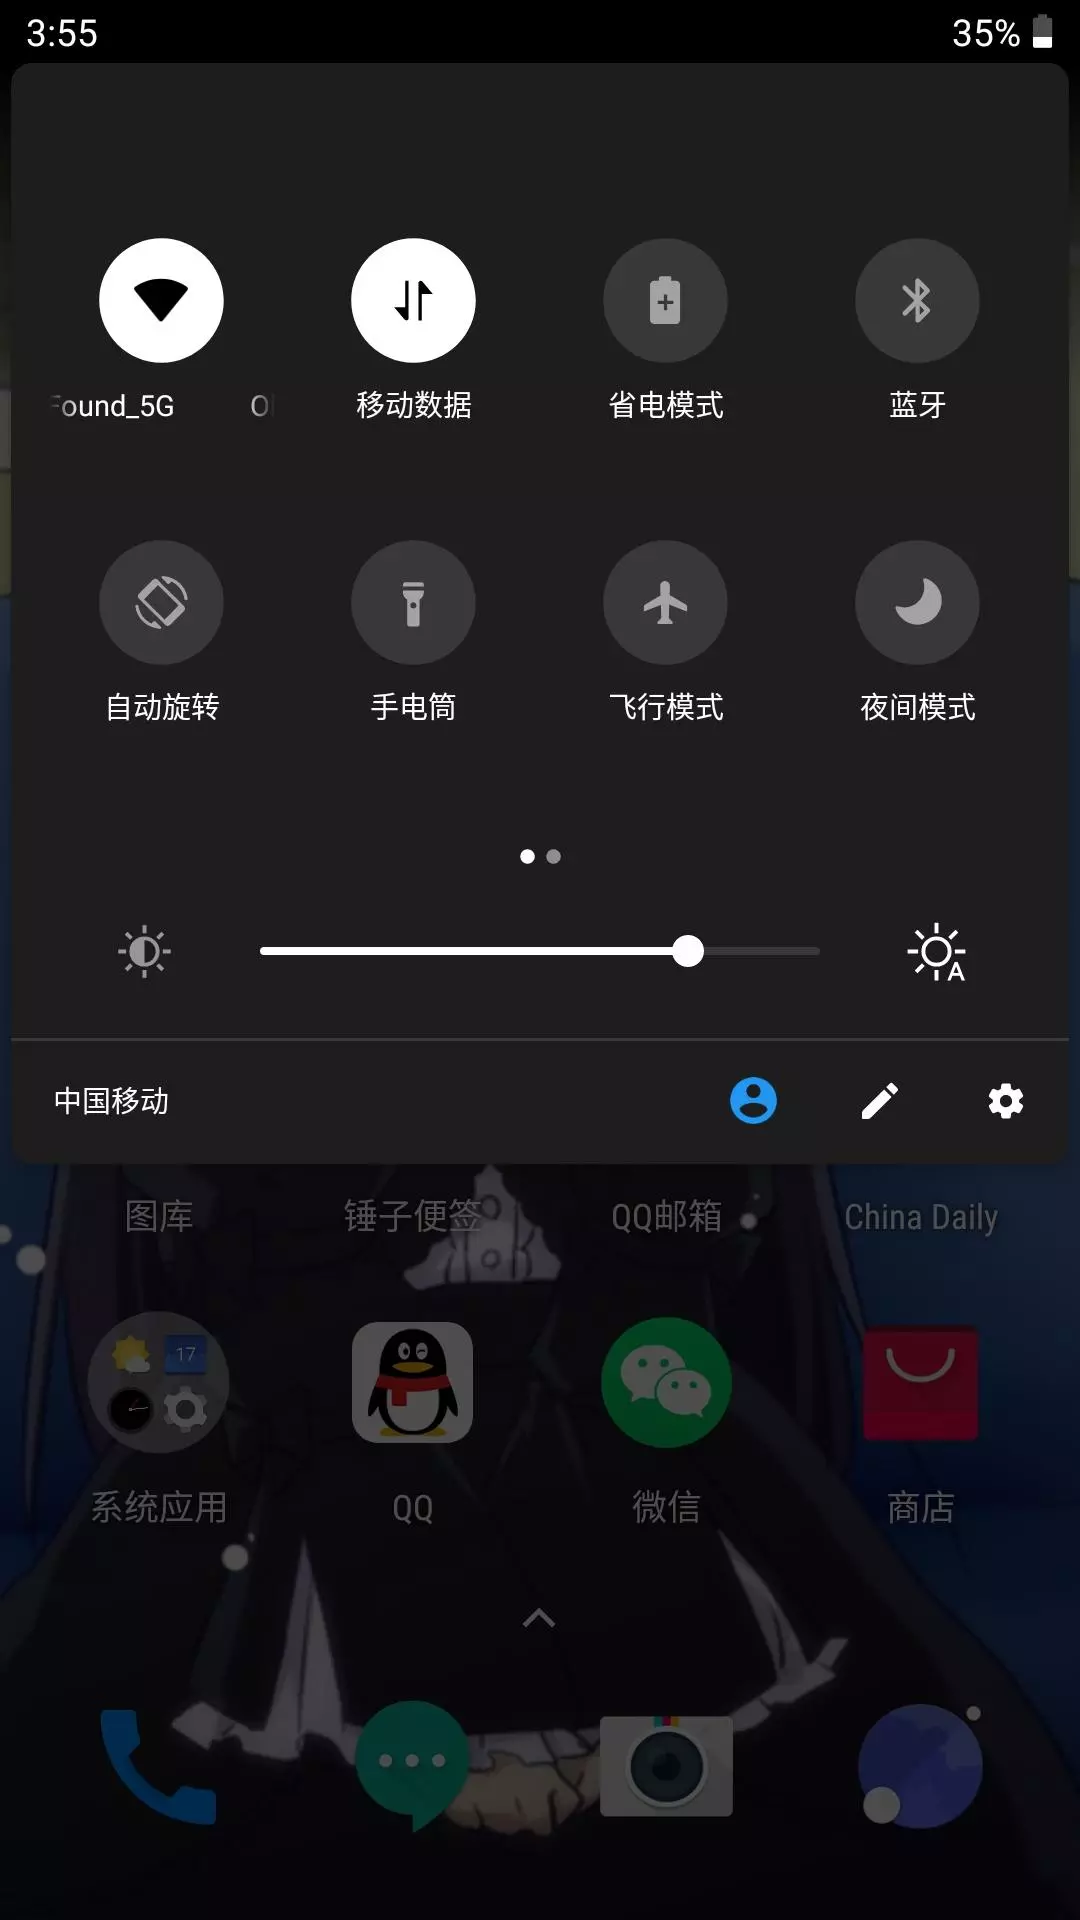 3:55 35%
ound_5G 移动数据 省电模式 蓝牙
自动旋转 手电筒 飞行模式 夜间模式
A
中国移动
图库 锤子便签 QQ邮箱 China Daily
17
系统应用 QQ 微信 商店